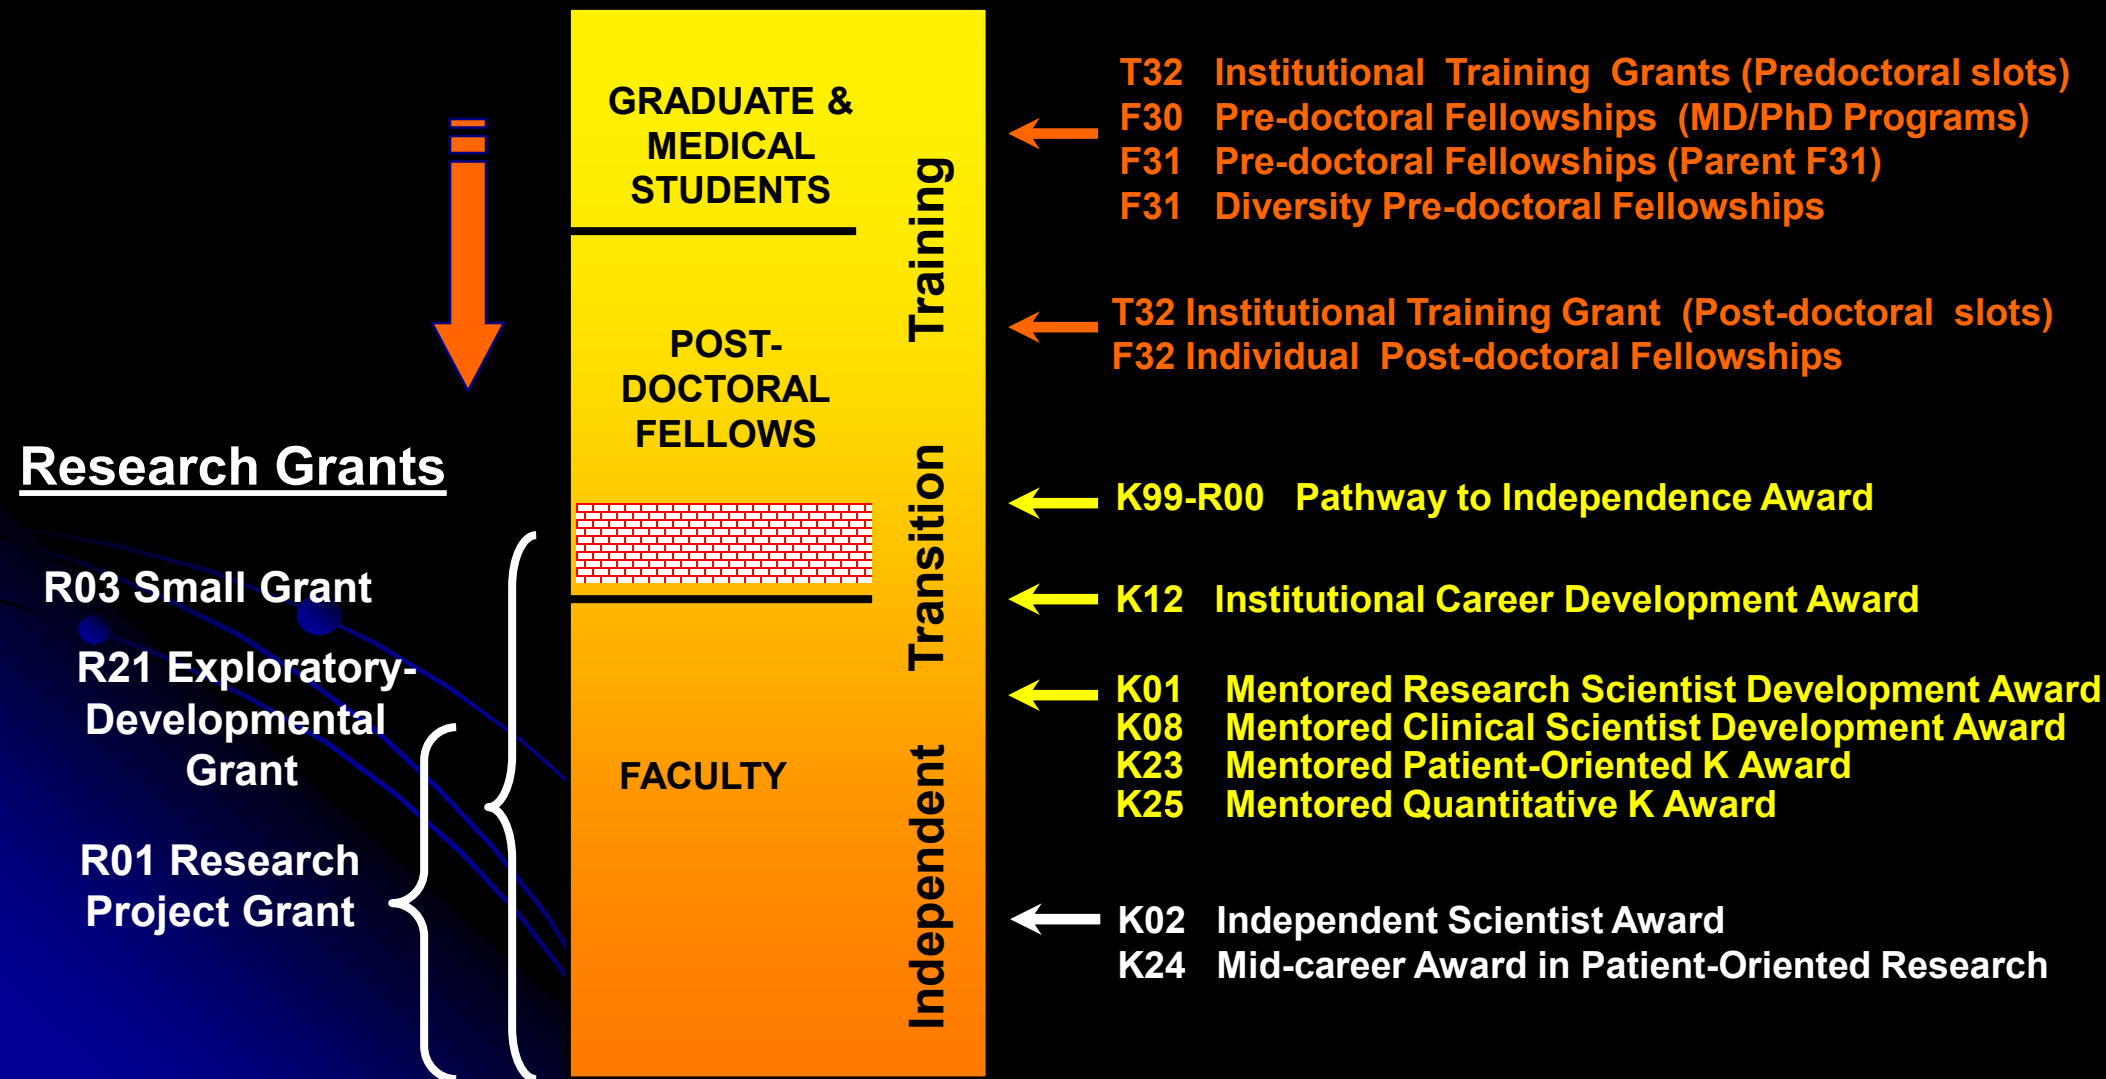 GRADUATE &
MEDICAL
STUDENTS
POST-
DOCTORAL
FELLOWS
FACULTY
Training
Transition
Independent
Research Grants
R03 Small Grant
R21 Exploratory-
Developmental
Grant
R01 Research
Project Grant
T32 Institutional Training Grants (Predoctoral slots)
F30 Pre-doctoral Fellowships (MD/PhD Programs)
F31 Pre-doctoral Fellowships (Parent F31)
F31 Diversity Pre-doctoral Fellowships
T32 Institutional Training Grant (Post-doctoral slots)
F32 Individual Post-doctoral Fellowships
K99-R00 Pathway to Independence Award
K12 Institutional Career Development Award
K01 Mentored Research Scientist Development Award
K08 Mentored Clinical Scientist Development Award
K23 Mentored Patient-Oriented K Award
K25 Mentored Quantitative K Award
K02 Independent Scientist Award
K24 Mid-career Award in Patient-Oriented Research